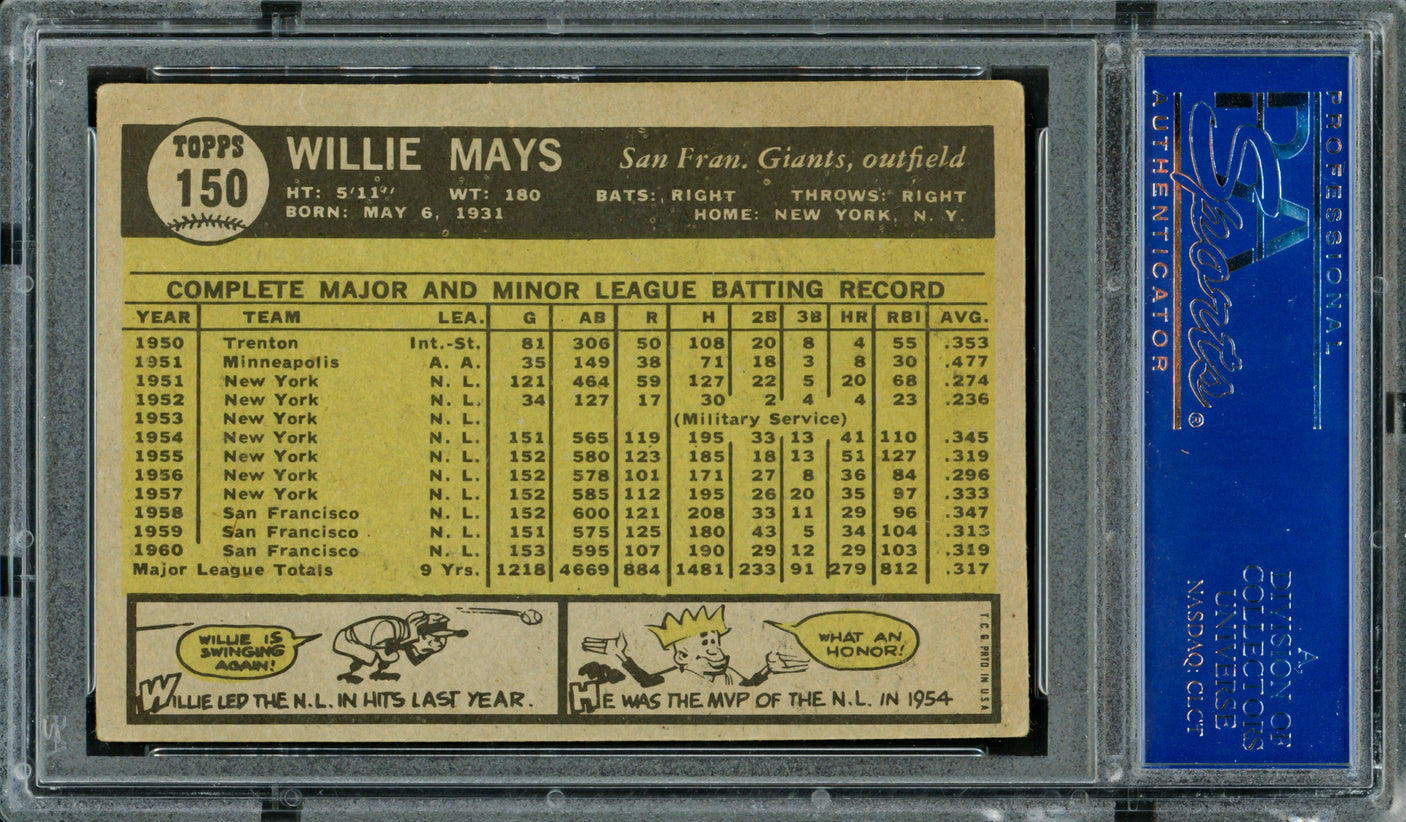 TOPPS
150
WILLIE MAYS
San Fran. Giants, outfield
HT: 5'11" WT: 180 BATS: RIGHT THROWS: RIGHT
BORN: MAY 6, 1931 HOME: NEW YORK, N. Y.
COMPLETE MAJOR AND MINOR LEAGUE BATTING RECORD
YEAR TEAM LEA. G AB R H 2B 3B HR RBI AVG.
1950 Trenton Int.-St. 81 306 50 108 20 8 4 55 .353
1951 Minneapolis A. A. 35 149 38 71 18 3 8 30 .477
1951 New York N. L. 121 464 59 127 22 5 20 68 .274
1952 New York N. L. 34 127 17 30 2 4 4 23 .236
1953 New York N. L. (Military Service)
1954 New York N. L. 151 565 119 195 33 13 41 110 .345
1955 New York N. L. 152 580 123 185 18 13 51 127 .319
1956 New York N. L. 152 578 101 171 27 8 36 84 .296
1957 New York N. L. 152 585 112 195 26 20 35 97 .333
1958 San Francisco N. L. 152 600 121 208 33 11 29 96 .347
1959 San Francisco N. L. 151 575 125 180 43 5 34 104 .313
1960 San Francisco N. L. 153 595 107 190 29 12 29 103 .319
Major League Totals 9 Yrs. 1218 4669 884 1481 233 91 279 812 .317
WILLIE IS
SWINGING
AGAIN!
WILLIE LED THE N.L. IN HITS LAST YEAR.
WHAT AN
HONOR!
HE WAS THE MVP OF THE N.L. IN 1954
T. C. G. PRTD. IN U.S.A.
PROFESSIONAL
PSA
Sports®
AUTHENTICATOR
A
DIVISION OF
COLLECTORS
UNIVERSE
NASDAQ: CLCT